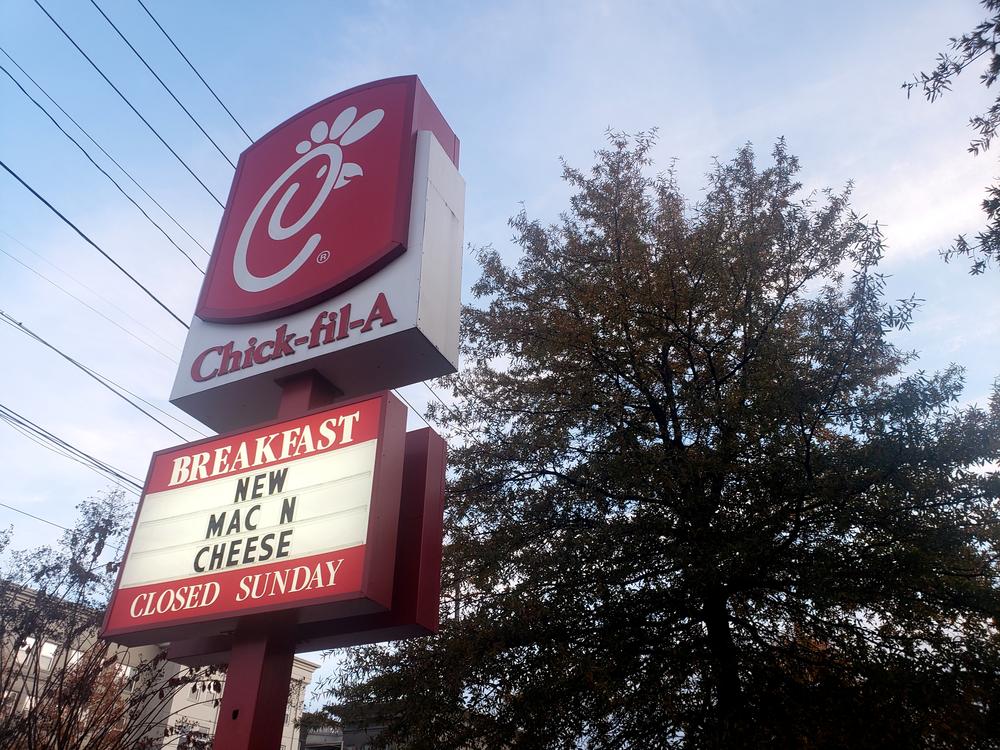 ®
Chick-fil-A
BREAKFAST
NEW
MAC N
CHEESE
CLOSED SUNDAY